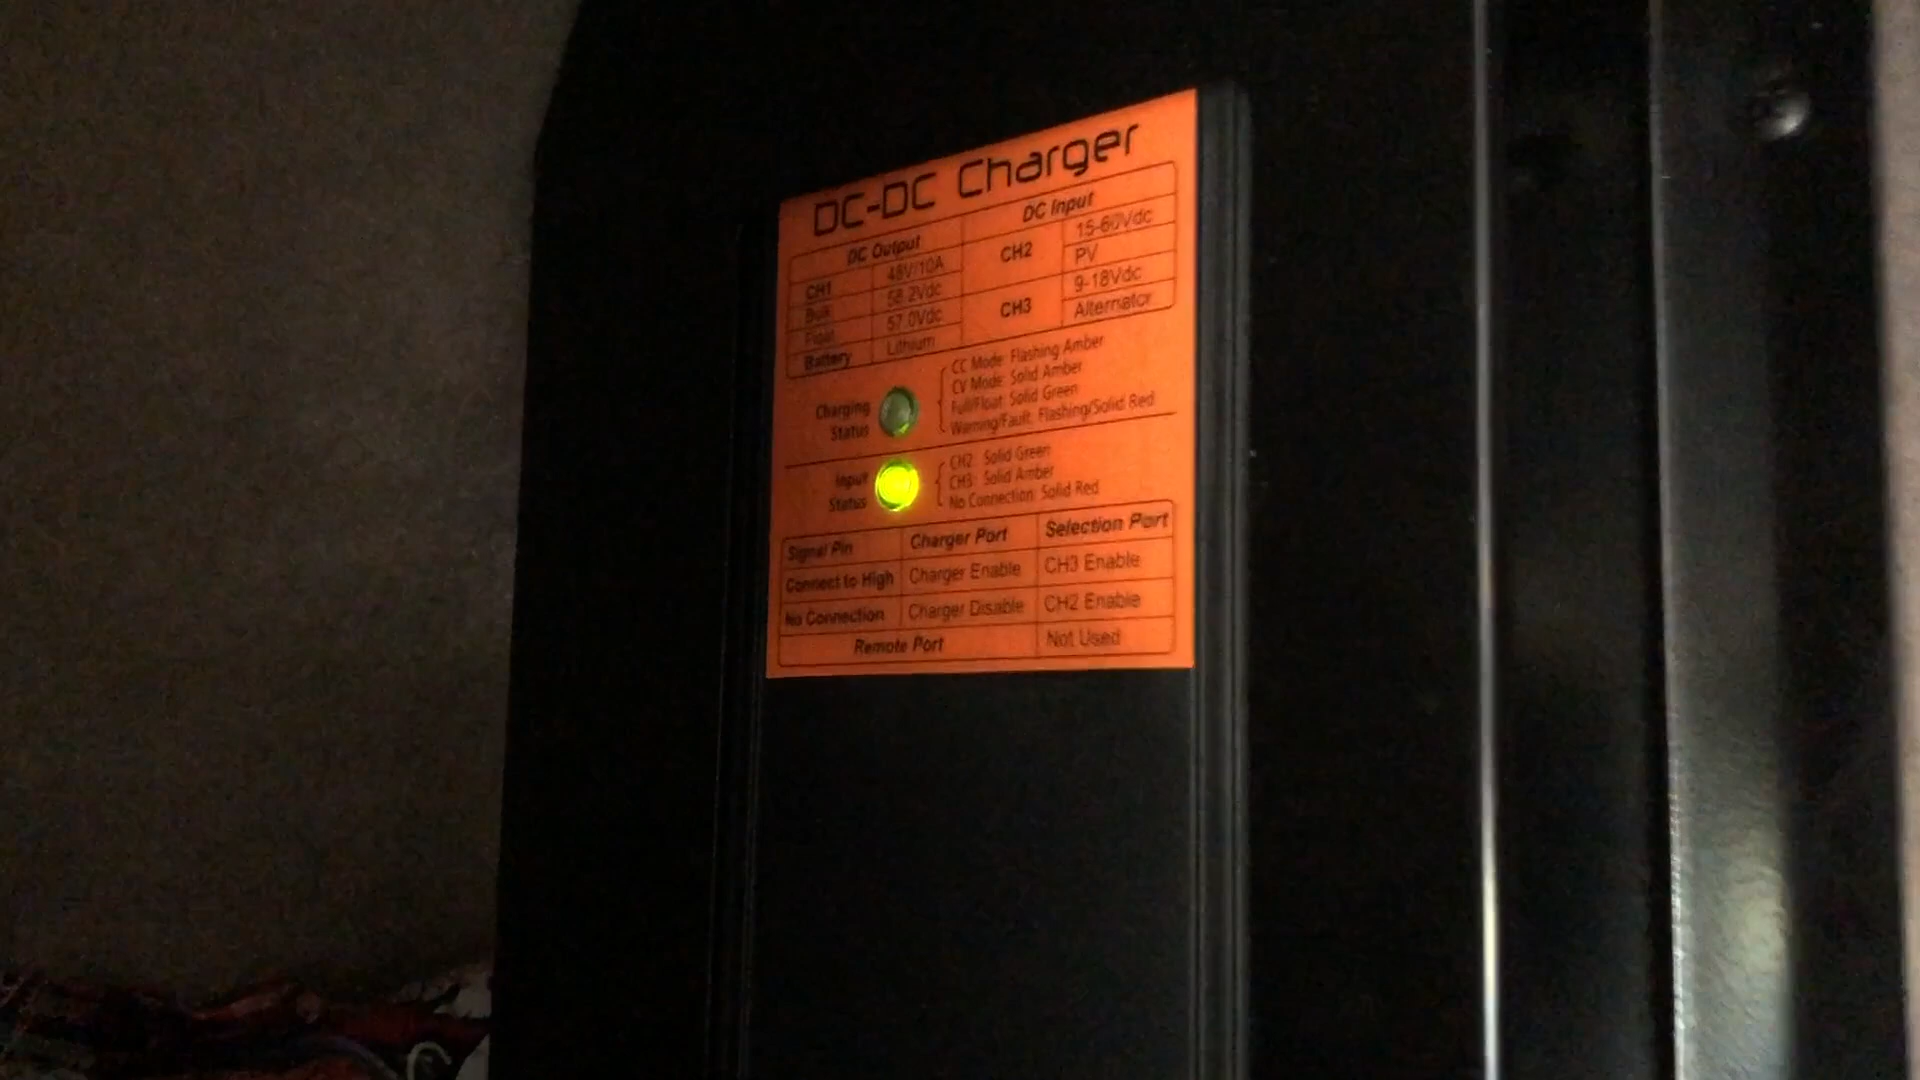 DC-DC Charger
DC Output
DC Input
CH1 48V/10A
Bulk 58.2Vdc
Float 57.0Vdc
Battery Lithium
CH2 15-60Vdc
PV
CH3 9-18Vdc
Alternator
Charging
Status
CC Mode: Flashing Amber
CV Mode: Solid Amber
Full/Float: Solid Green
Warning/Fault: Flashing/Solid Red
Input
Status
CH2: Solid Green
CH3: Solid Amber
No Connection: Solid Red
Signal Pin Charger Port Selection Port
Connect to High Charger Enable CH3 Enable
No Connection Charger Disable CH2 Enable
Remote Port Not Used